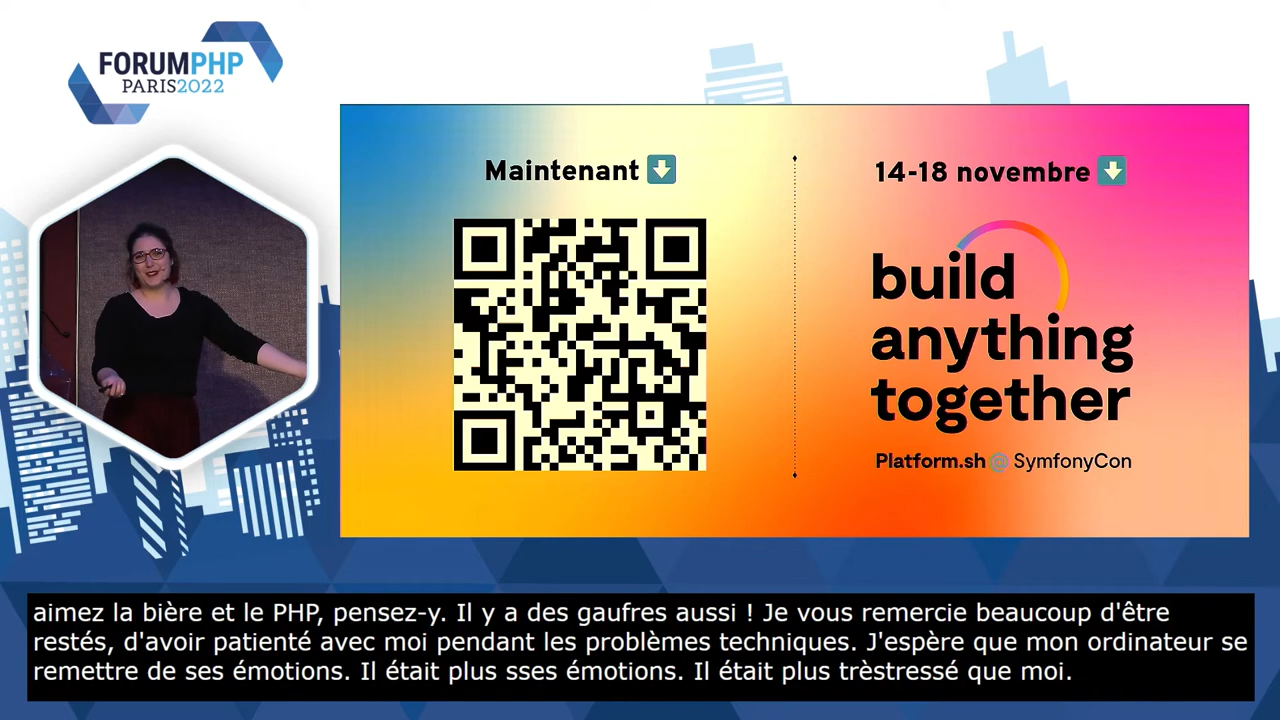 FORUMPHP
PARIS2022
Maintenant
14-18 novembre
build
anything
together
Platform.sh @ SymfonyCon
aimez la bière et le PHP, pensez-y. Il y a des gaufres aussi ! Je vous remercie beaucoup d'être
restés, d'avoir patienté avec moi pendant les problèmes techniques. J'espère que mon ordinateur se
remettre de ses émotions. Il était plus sses émotions. Il était plus trèstressé que moi.